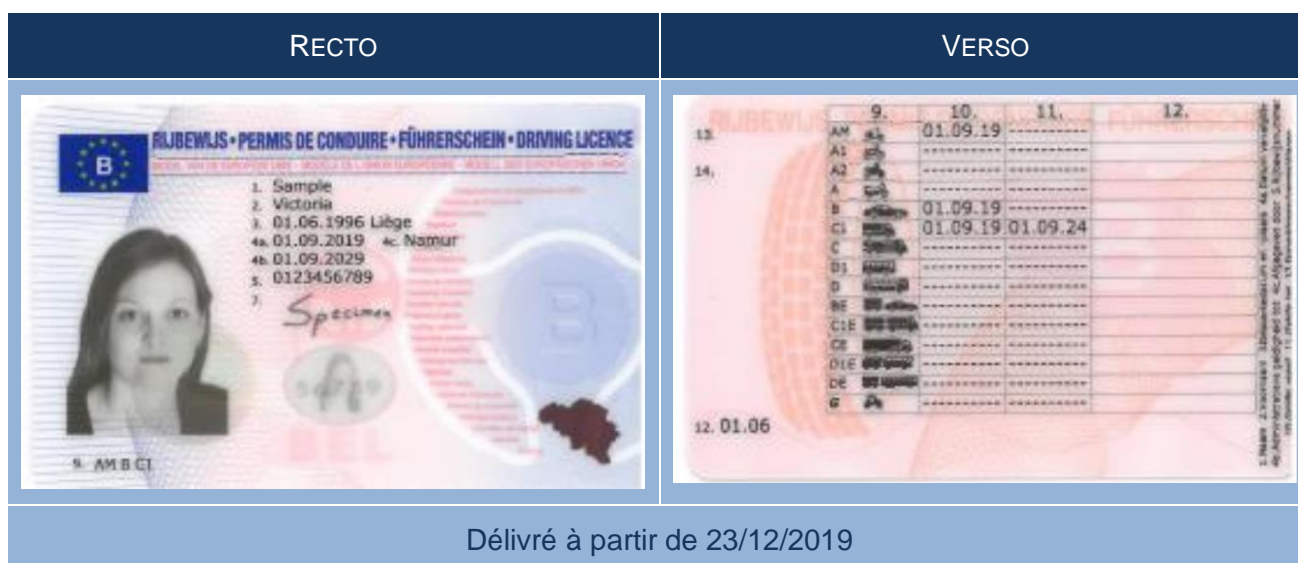 RECTO
VERSO
B
RIJBEWIJS • PERMIS DE CONDUIRE • FÜHRERSCHEIN • DRIVING LICENCE
1. Sample
2. Victoria
3. 01.06.1996 Liège
4a. 01.09.2019 4c. Namur
4b. 01.09.2029
5. 0123456789
7.
Specimen
BEL
9. AM B C1
9. 10. 11. 12.
13.
AM 01.09.19 ---------
A1
14.
A2
A
B 01.09.19 ---------
C1 01.09.19 01.09.24
C
D1
D
BE
C1E
CE
D1E
DE
G
12. 01.06
Délivré à partir de 23/12/2019